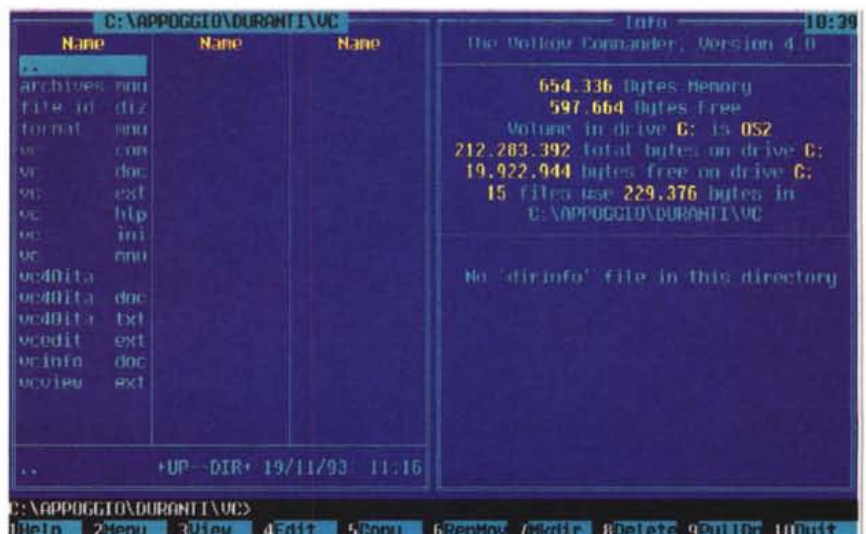 C:\APPOGGIO\DURANTI\VC
Name Name Name
..
archives mnu
file_id diz
format mnu
vc com
vc doc
vc ext
vc hlp
vc ini
vc mnu
vc40ita
vc40ita doc
vc40ita txt
vcedit ext
vcinfo doc
vcview ext
.. ►UP--DIR◄ 19/11/93 11:16
Info 10:39
The Volkov Commander, Version 4.0
654.336 Bytes Memory
597.664 Bytes Free
Volume in drive C: is OS2
212.283.392 total bytes on drive C:
19.922.944 bytes free on drive C:
15 files use 229.376 bytes in
C:\APPOGGIO\DURANTI\VC
No 'dirinfo' file in this directory
C:\APPOGGIO\DURANTI\VC>
1Help 2Menu 3View 4Edit 5Copy 6RenMov 7Mkdir 8Delete 9PullDn 10Quit